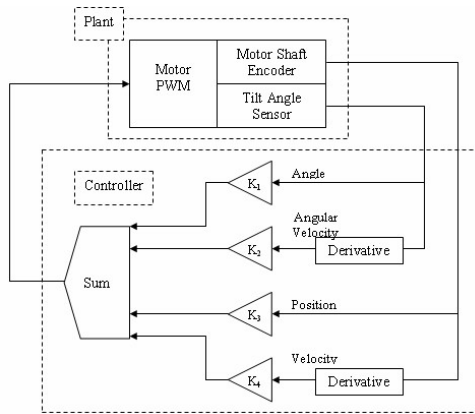 Plant
Motor
PWM
Motor Shaft
Encoder
Tilt Angle
Sensor
Controller
K₁
Angle
Angular
Velocity
K₂
Derivative
Sum
Position
K₃
Velocity
K₄
Derivative